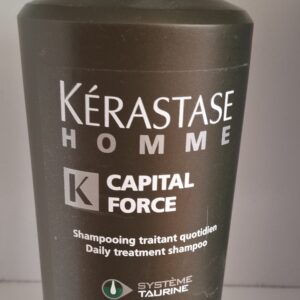 KÉRASTASE
HOMME
K CAPITAL
FORCE
Shampooing traitant quotidien
Daily treatment shampoo
SYSTÈME
TAURINE